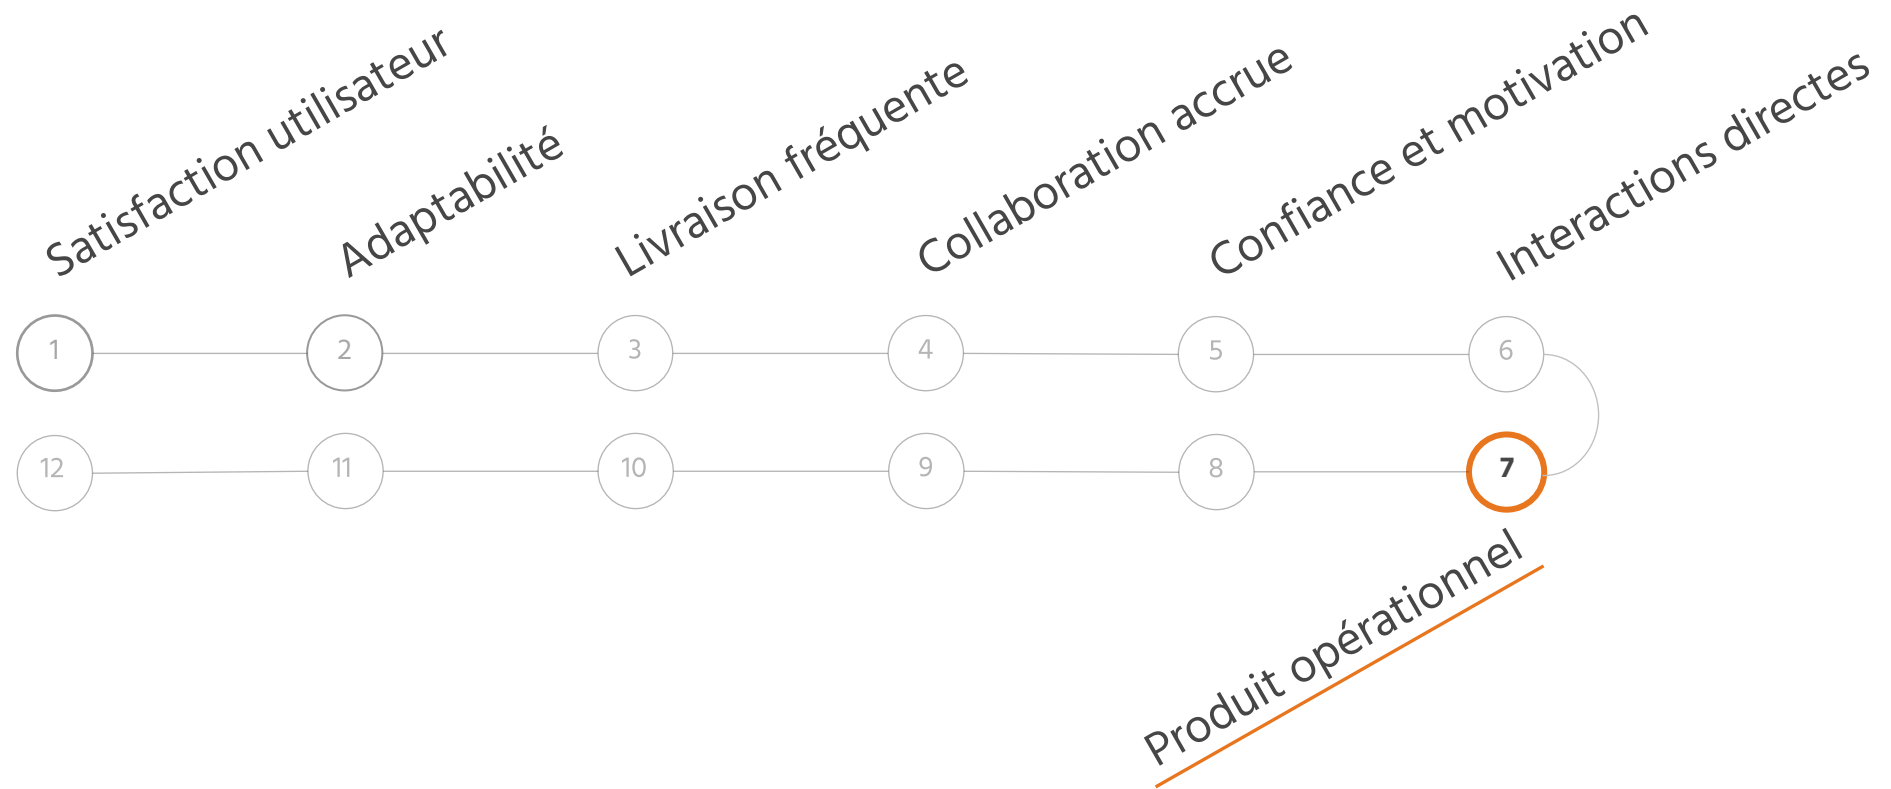 Satisfaction utilisateur
Adaptabilité
Livraison fréquente
Collaboration accrue
Confiance et motivation
Interactions directes
1
2
3
4
5
6
12
11
10
9
8
7
Produit opérationnel